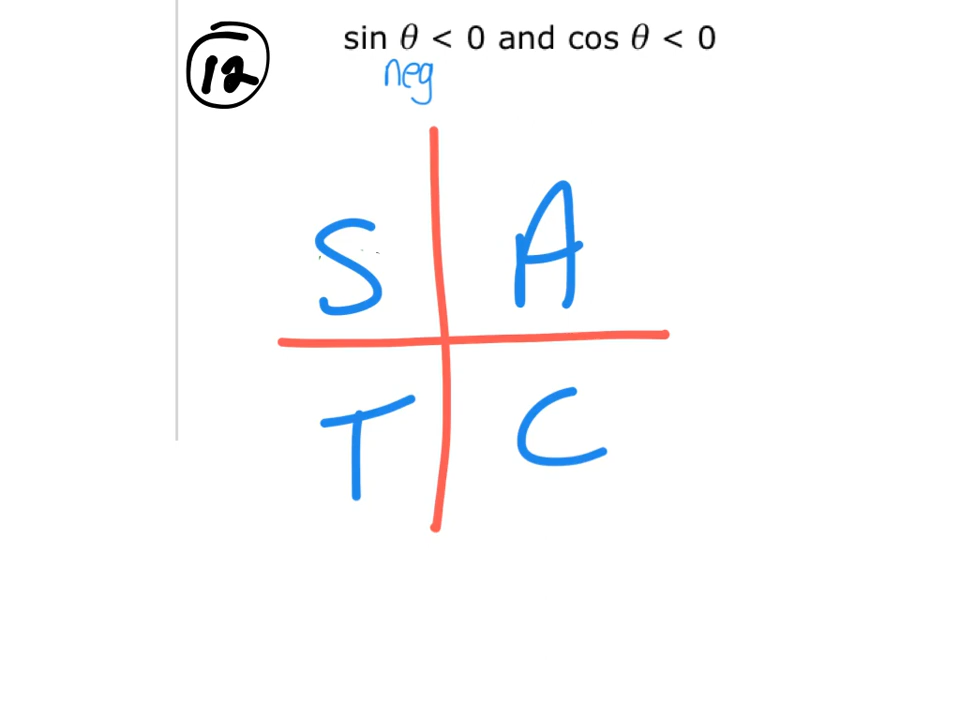 12
sin θ < 0 and cos θ < 0
neg
S A
T C